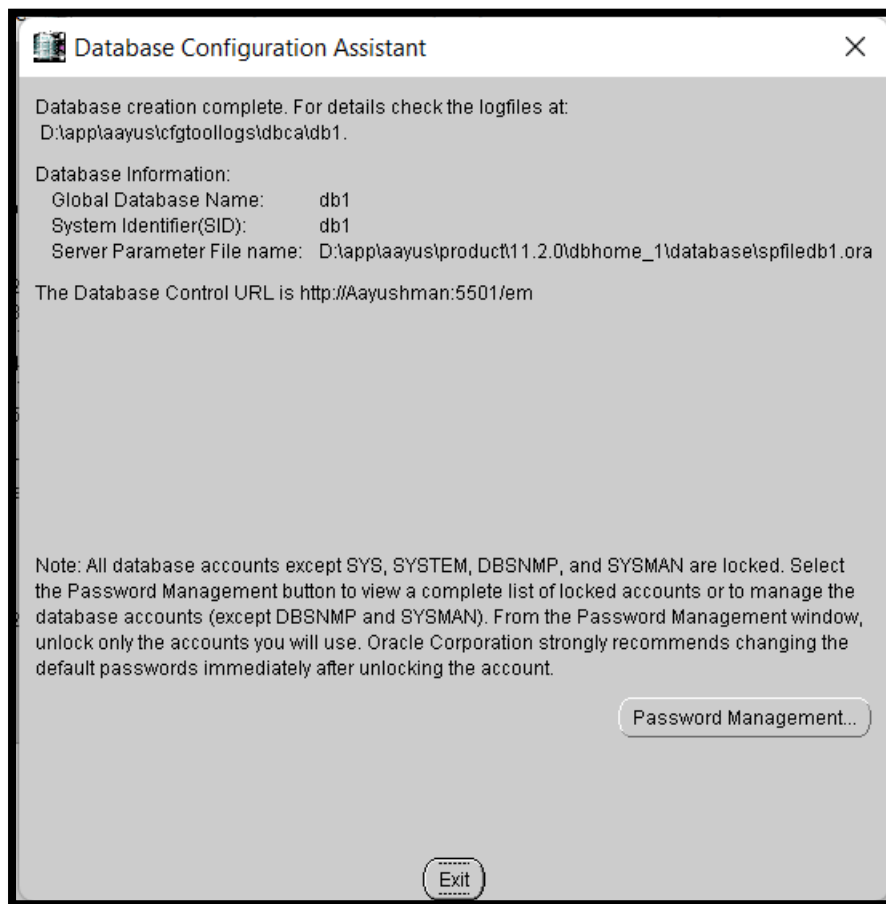 Database Configuration Assistant
Database creation complete. For details check the logfiles at:
D:\app\aayus\cfgtoollogs\dbca\db1.
Database Information:
Global Database Name: db1
System Identifier(SID): db1
Server Parameter File name: D:\app\aayus\product\11.2.0\dbhome_1\database\spfiledb1.ora
The Database Control URL is http://Aayushman:5501/em
Note: All database accounts except SYS, SYSTEM, DBSNMP, and SYSMAN are locked. Select
the Password Management button to view a complete list of locked accounts or to manage the
database accounts (except DBSNMP and SYSMAN). From the Password Management window,
unlock only the accounts you will use. Oracle Corporation strongly recommends changing the
default passwords immediately after unlocking the account.
Password Management...
Exit